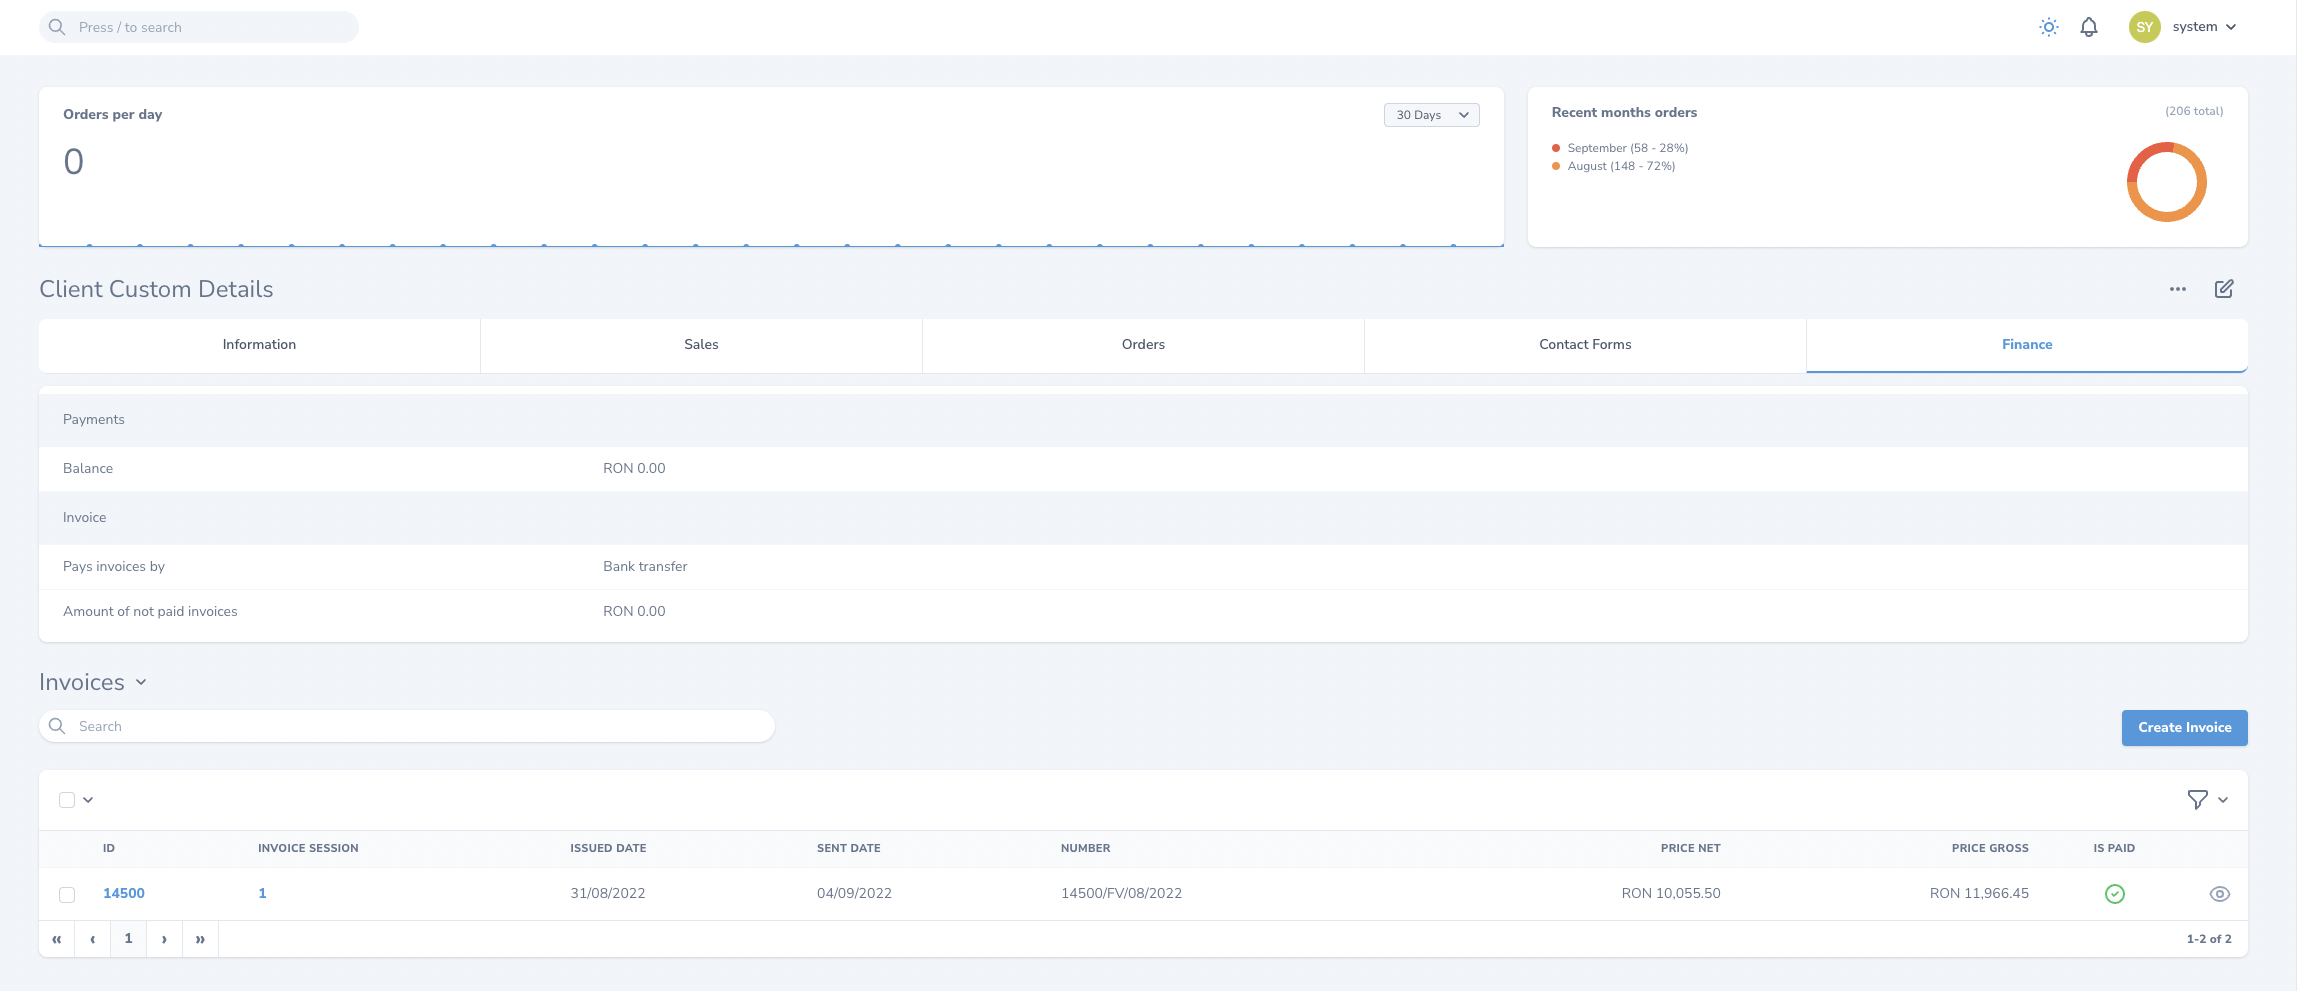 Press / to search
SY system
Orders per day
30 Days
0
Recent months orders
(206 total)
September (58 - 28%)
August (148 - 72%)
Client Custom Details
Information
Sales
Orders
Contact Forms
Finance
Payments
Balance RON 0.00
Invoice
Pays invoices by Bank transfer
Amount of not paid invoices RON 0.00
Invoices
Search
Create Invoice
ID INVOICE SESSION ISSUED DATE SENT DATE NUMBER PRICE NET PRICE GROSS IS PAID
14500 1 31/08/2022 04/09/2022 14500/FV/08/2022 RON 10,055.50 RON 11,966.45
« ‹ 1 › » 1-2 of 2